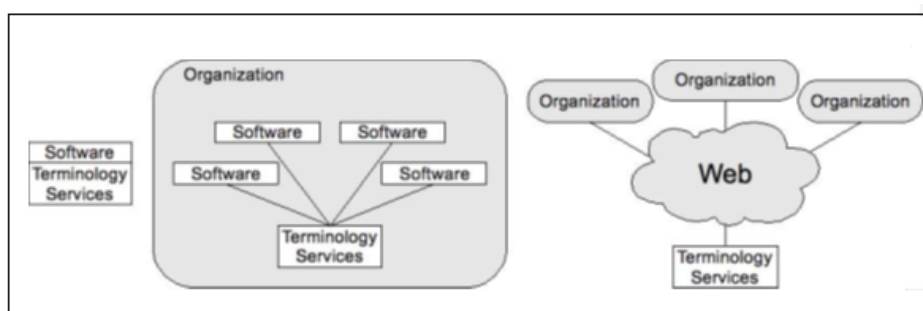 Software
Terminology
Services
Organization
Software
Software
Software
Software
Terminology
Services
Organization
Organization
Organization
Web
Terminology
Services